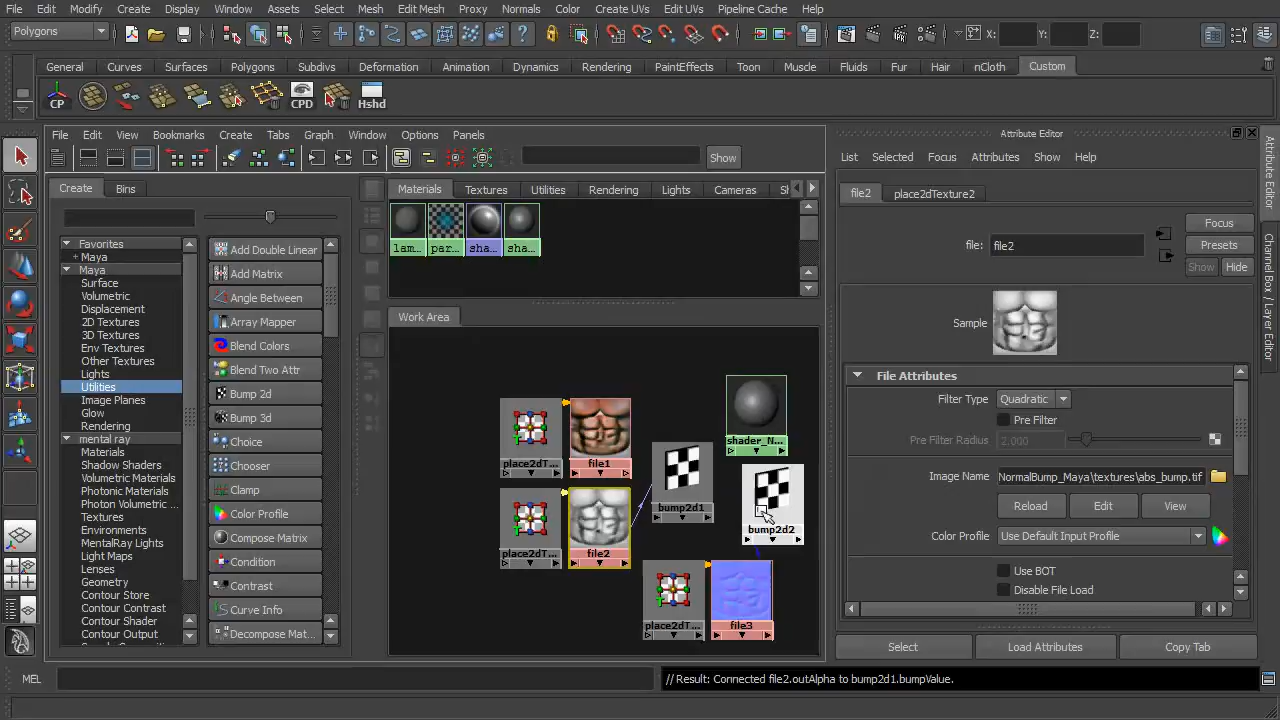 File Edit Modify Create Display Window Assets Select Mesh Edit Mesh Proxy Normals Color Create UVs Edit UVs Pipeline Cache Help
Polygons X: Y: Z:
General Curves Surfaces Polygons Subdivs Deformation Animation Rendering PaintEffects Toon Muscle Fluids Fur Hair nCloth Custom
CP CPD Hshd
File Edit View Bookmarks Create Tabs Graph Window Options Panels
Show
Create Bins
Favorites
+ Maya
Maya
Surface
Volumetric
Displacement
2D Textures
3D Textures
Env Textures
Other Textures
Lights
Utilities
Image Planes
Glow
Rendering
mental ray
Materials
Shadow Shaders
Volumetric Materials
Photonic Materials
Photon Volumetric ...
Textures
Environments
MentalRay Lights
Light Maps
Lenses
Geometry
Contour Store
Contour Contrast
Contour Shader
Contour Output
Add Double Linear
Add Matrix
Angle Between
Array Mapper
Blend Colors
Blend Two Attr
Bump 2d
Bump 3d
Choice
Chooser
Clamp
Color Profile
Compose Matrix
Condition
Contrast
Curve Info
Decompose Mat...
Materials Textures Utilities Rendering Lights Cameras
lam... par... sha... sha...
Work Area
place2dT... file1
shader_N...
place2dT... file2
bump2d1
bump2d2
place2dT... file3
Attribute Editor
List Selected Focus Attributes Show Help
file2 place2dTexture2
Focus
file: file2 Presets
Show Hide
Sample
File Attributes
Filter Type Quadratic
Pre Filter
Pre Filter Radius 2.000
Image Name NormalBump_Maya\textures\abs_bump.tif
Reload Edit View
Color Profile Use Default Input Profile
Use BOT
Disable File Load
Select Load Attributes Copy Tab
Attribute Editor
Channel Box / Layer Editor
MEL // Result: Connected file2.outAlpha to bump2d1.bumpValue.